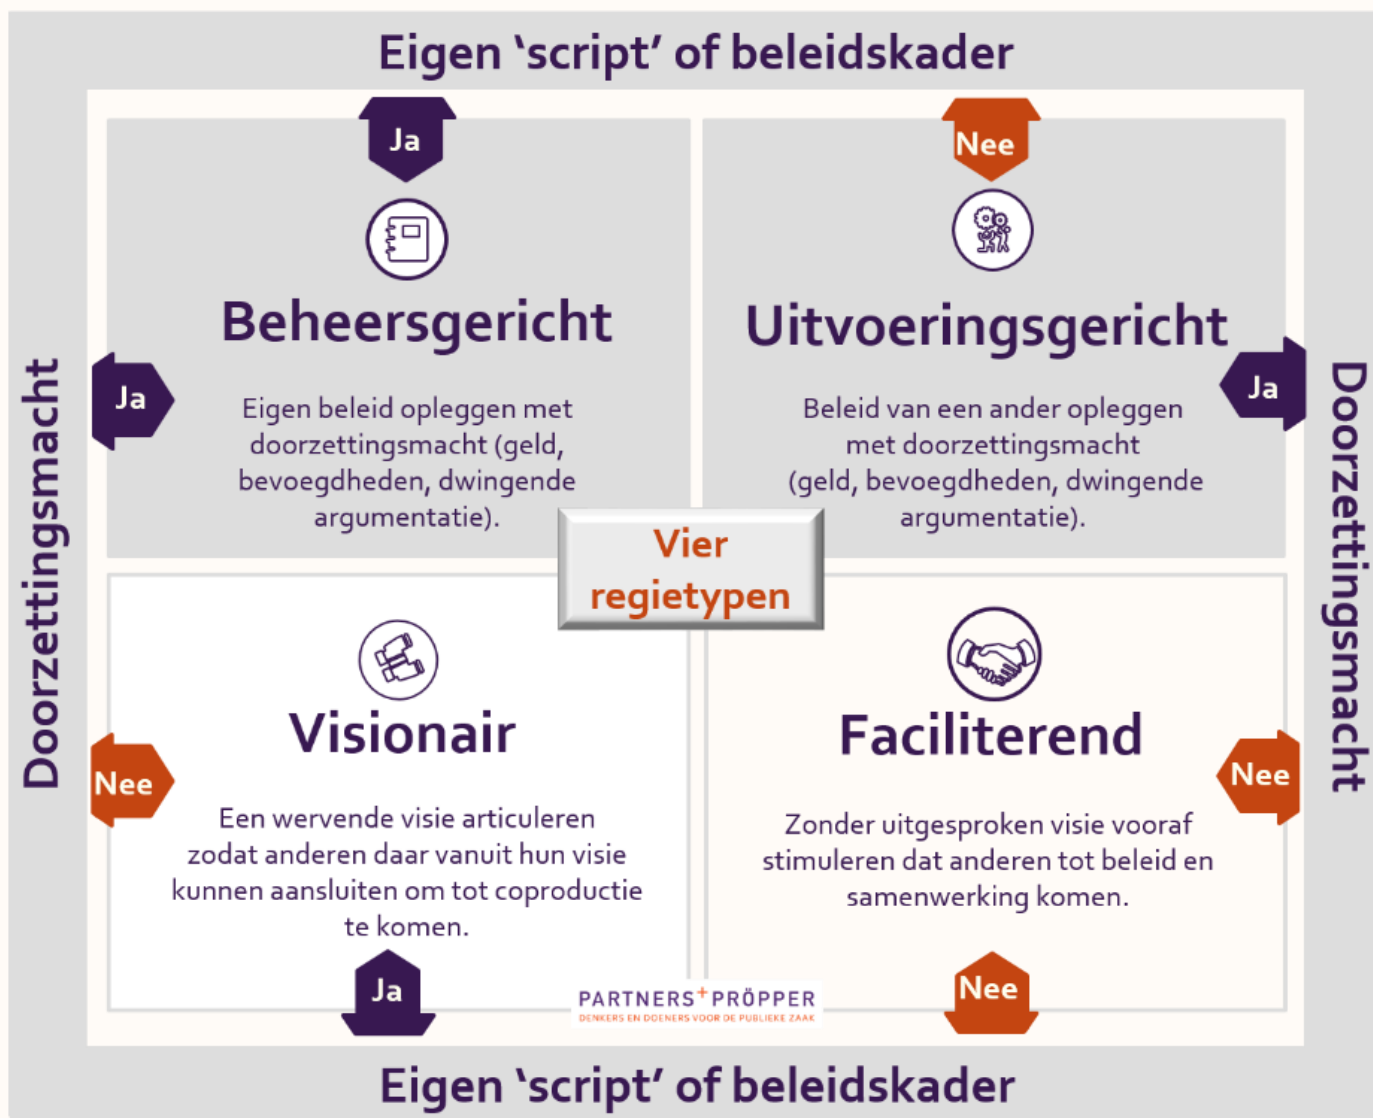 Eigen ‘script’ of beleidskader
Ja
Nee
Beheersgericht
Uitvoeringsgericht
Doorzettingsmacht
Ja
Eigen beleid opleggen met
doorzettingsmacht (geld,
bevoegdheden, dwingende
argumentatie).
Beleid van een ander opleggen
met doorzettingsmacht
(geld, bevoegdheden, dwingende
argumentatie).
Ja
Doorzettingsmacht
Vier
regietypen
Visionair
Faciliterend
Nee
Een wervende visie articuleren
zodat anderen daar vanuit hun visie
kunnen aansluiten om tot coproductie
te komen.
Zonder uitgesproken visie vooraf
stimuleren dat anderen tot beleid en
samenwerking komen.
Nee
Ja
Nee
PARTNERS+PRÖPPER
DENKERS EN DOENERS VOOR DE PUBLIEKE ZAAK
Eigen ‘script’ of beleidskader